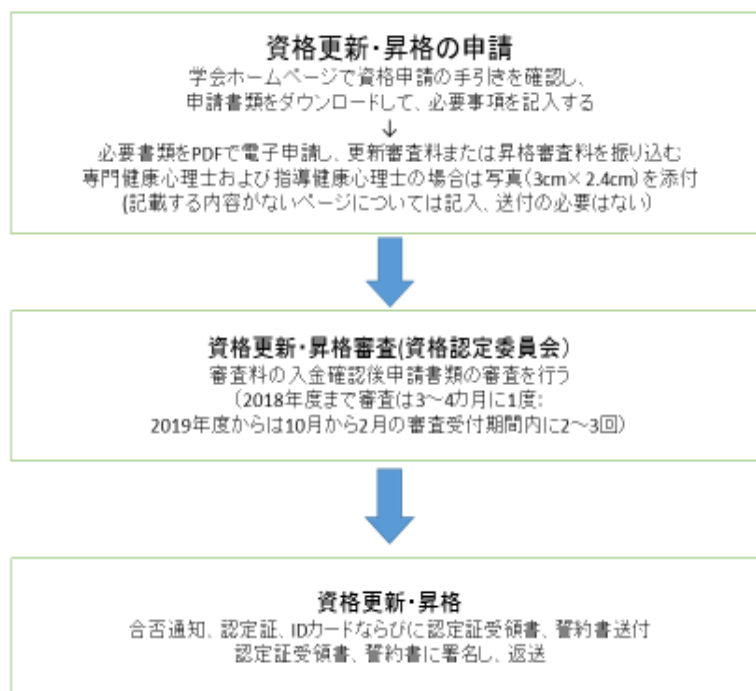 資格更新・昇格の申請
学会ホームページで資格申請の手引きを確認し、
申請書類をダウンロードして、必要事項を記入する
↓
必要書類をPDFで電子申請し、更新審査料または昇格審査料を振り込む
専門健康心理士および指導健康心理士の場合は写真(3cm×2.4cm)を添付
(記載する内容がないページについては記入、送付の必要はない)
資格更新・昇格審査(資格認定委員会)
審査料の入金確認後申請書類の審査を行う
(2018年度まで審査は3~4カ月に1度:
2019年度からは10月から2月の審査受付期間内に2~3回)
資格更新・昇格
合否通知、認定証、IDカードならびに認定証受領書、誓約書送付
認定証受領書、誓約書に署名し、返送